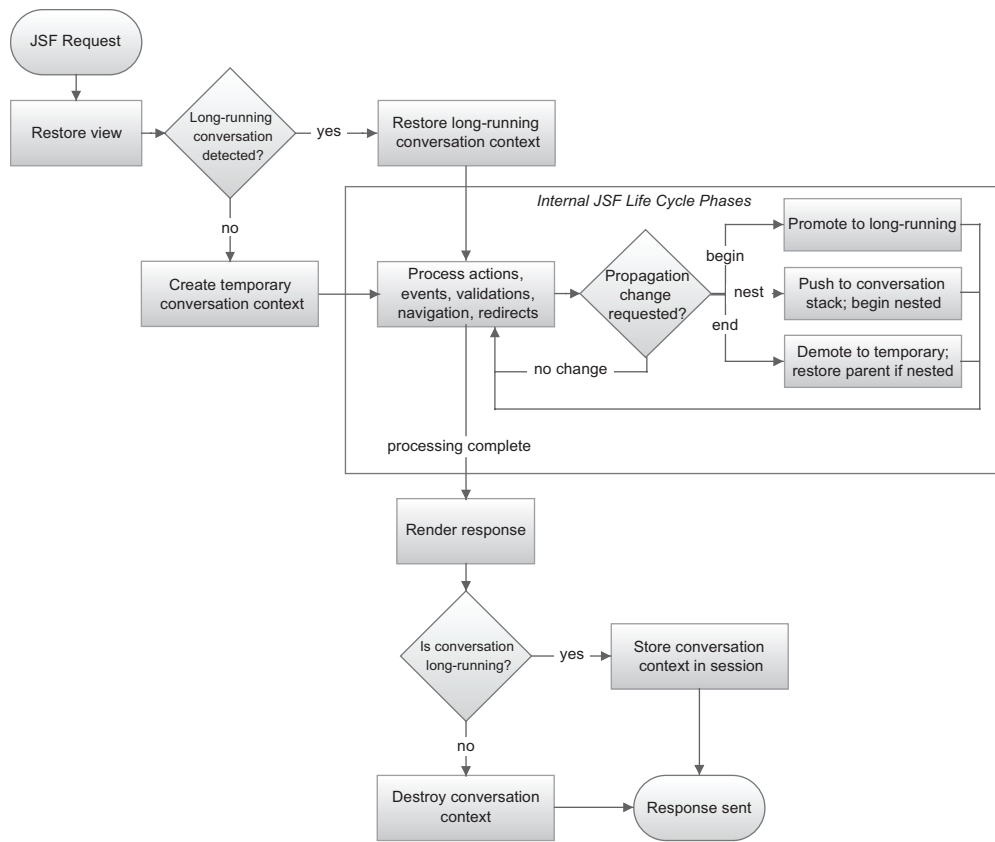 JSF Request
Restore view
Long-running
conversation
detected?
yes
Restore long-running
conversation context
no
Create temporary
conversation context
Internal JSF Life Cycle Phases
Process actions,
events, validations,
navigation, redirects
Propagation
change
requested?
begin
nest
end
Promote to long-running
Push to conversation
stack; begin nested
Demote to temporary;
restore parent if nested
no change
processing complete
Render response
Is conversation
long-running?
yes
Store conversation
context in session
no
Destroy conversation
context
Response sent